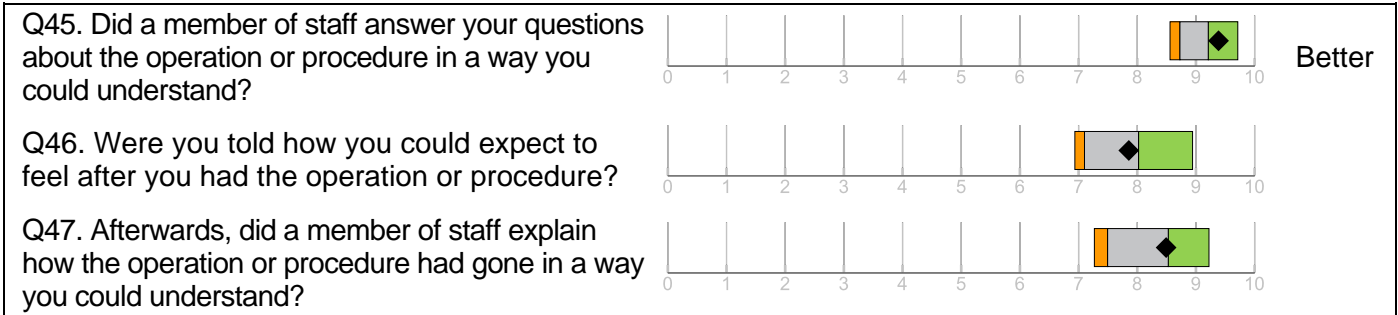 Q45. Did a member of staff answer your questions
about the operation or procedure in a way you
could understand?
0 1 2 3 4 5 6 7 8 9 10
Better
Q46. Were you told how you could expect to
feel after you had the operation or procedure?
0 1 2 3 4 5 6 7 8 9 10
Q47. Afterwards, did a member of staff explain
how the operation or procedure had gone in a way
you could understand?
0 1 2 3 4 5 6 7 8 9 10